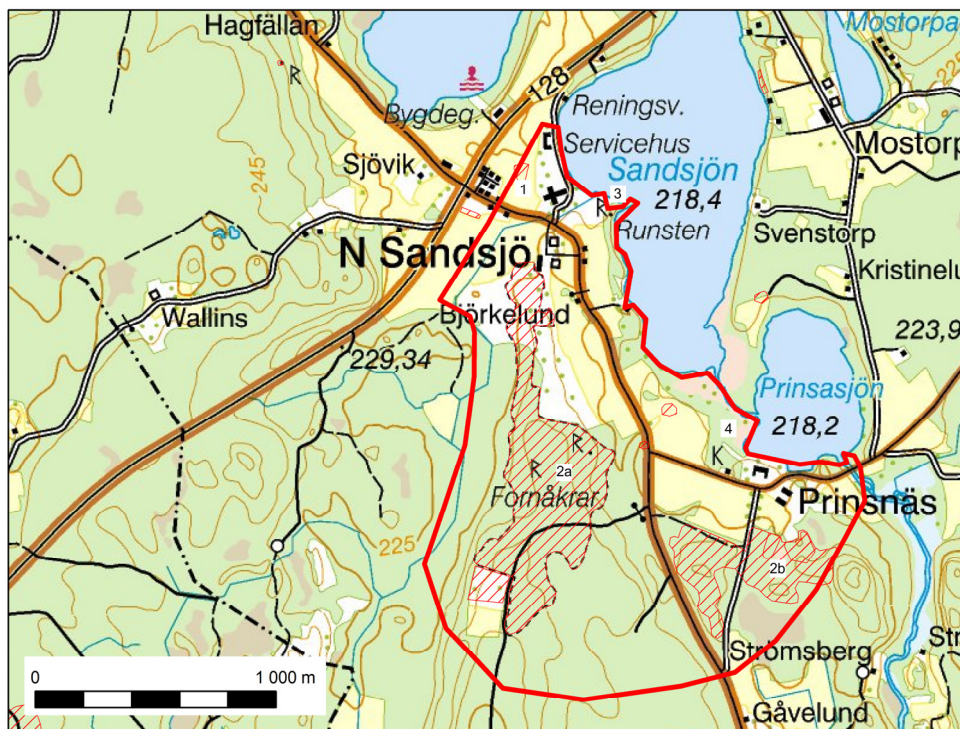 Hagfällan
R
128
Mostorpa
225
Bygdeg.
Reningsv.
Servicehus
Sjövik
245
1
Sandsjön
218,4
3
R
Runsten
Mostorp
N Sandsjö
Svenstorp
Wallins
Björkelund
Kristinelu
229,34
223,9
Prinsasjön
218,2
4
R
K
R
2a
Fornåkrar
Prinsnäs
225
2b
0
1 000 m
Strömsberg
Str
Gåvelund